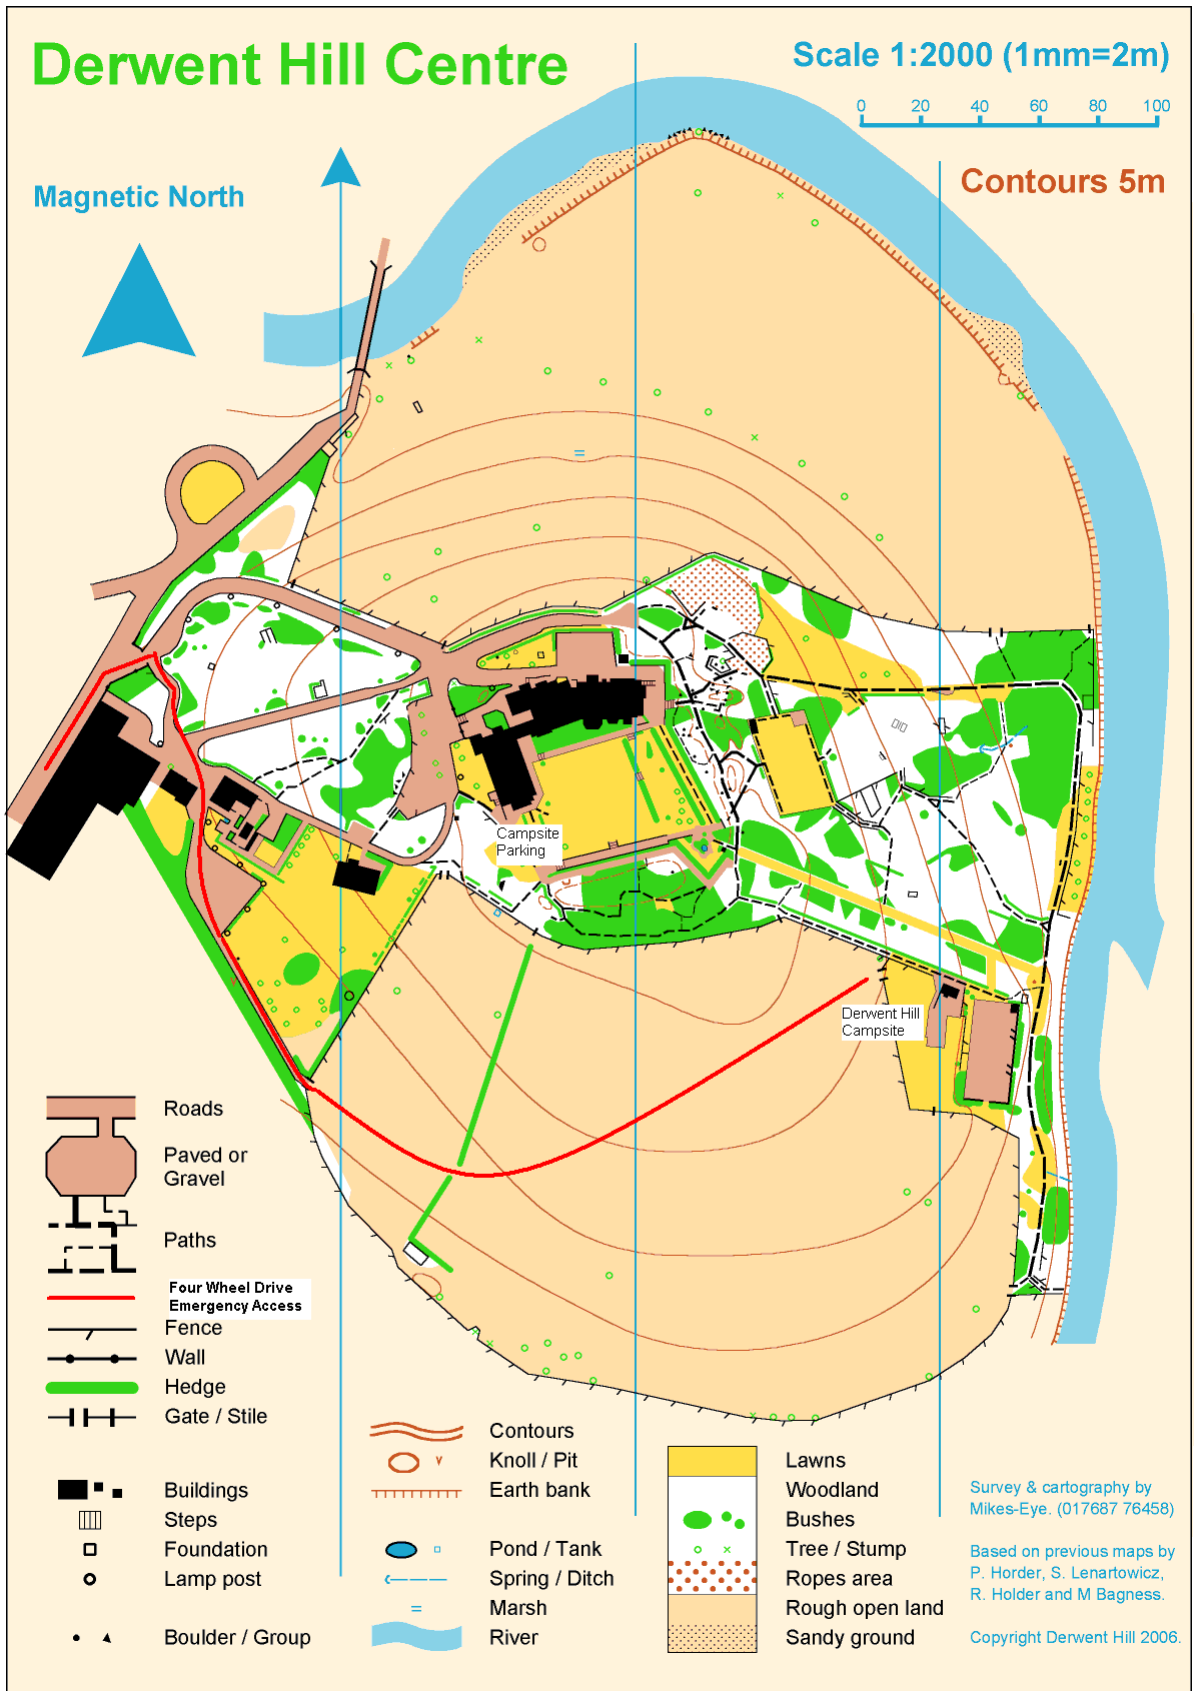 Derwent Hill Centre
Scale 1:2000 (1mm=2m)
0 20 40 60 80 100
Contours 5m
Magnetic North
Campsite
Parking
Derwent Hill
Campsite
Roads
Paved or
Gravel
Paths
Four Wheel Drive
Emergency Access
Fence
Wall
Hedge
Gate / Stile
Buildings
Steps
Foundation
Lamp post
Boulder / Group
Contours
Knoll / Pit
Earth bank
Pond / Tank
Spring / Ditch
Marsh
River
Lawns
Woodland
Bushes
Tree / Stump
Ropes area
Rough open land
Sandy ground
Survey & cartography by
Mikes-Eye. (017687 76458)
Based on previous maps by
P. Horder, S. Lenartowicz,
R. Holder and M Bagness.
Copyright Derwent Hill 2006.